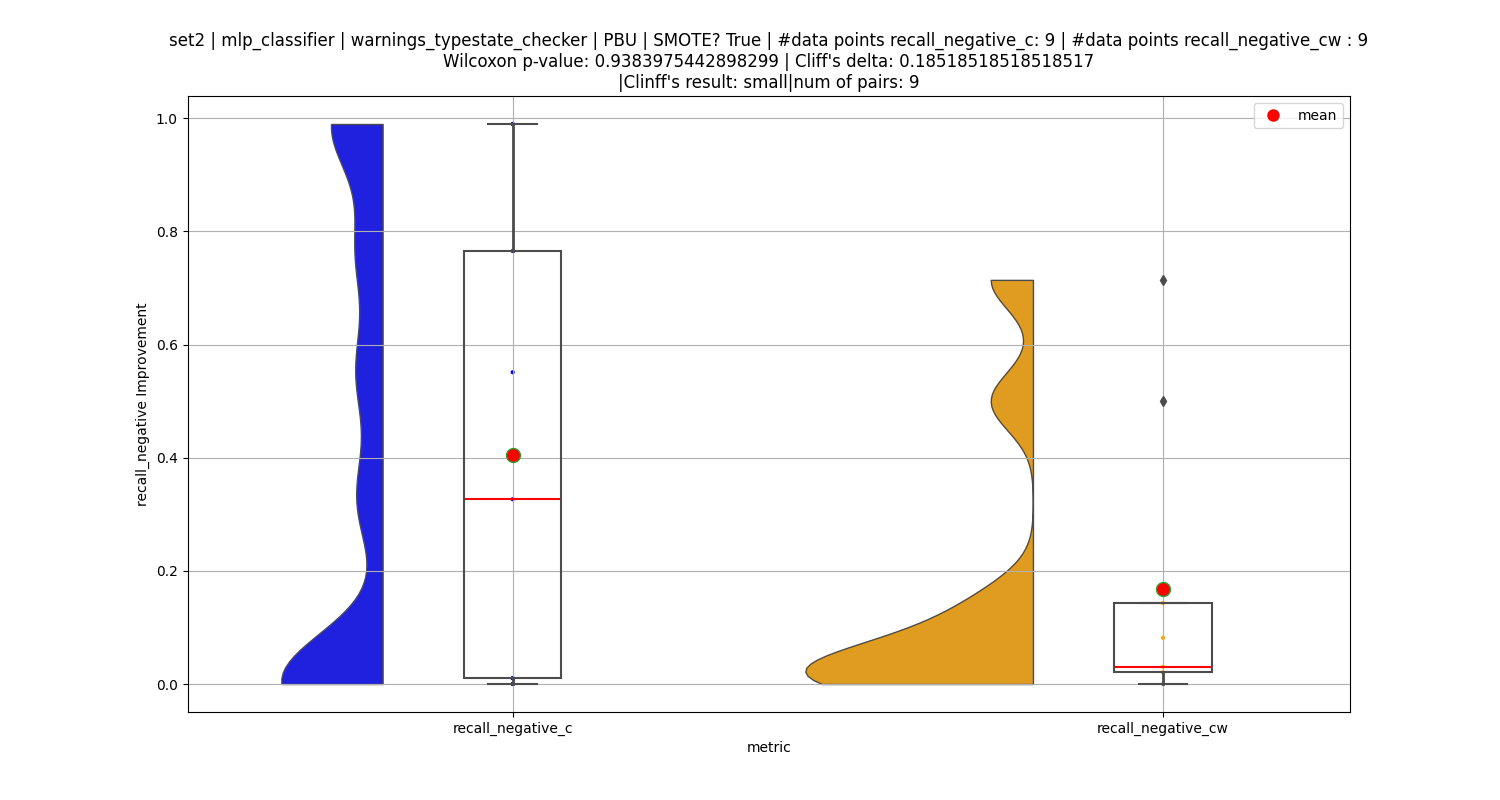 set2 | mlp_classifier | warnings_typestate_checker | PBU | SMOTE? True | #data points recall_negative_c: 9 | #data points recall_negative_cw : 9
Wilcoxon p-value: 0.9383975442898299 | Cliff's delta: 0.18518518518518517
|Clinff's result: small|num of pairs: 9
mean
1.0
0.8
0.6
0.4
0.2
0.0
recall_negative Improvement
recall_negative_c
recall_negative_cw
metric